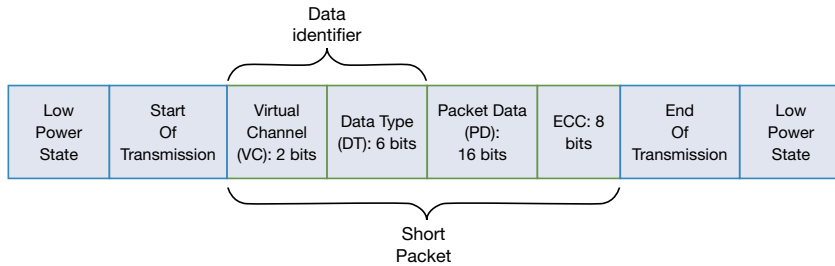 Data
identifier
Low
Power
State
Start
Of
Transmission
Virtual
Channel
(VC): 2 bits
Data Type
(DT): 6 bits
Packet Data
(PD):
16 bits
ECC: 8
bits
End
Of
Transmission
Low
Power
State
Short
Packet